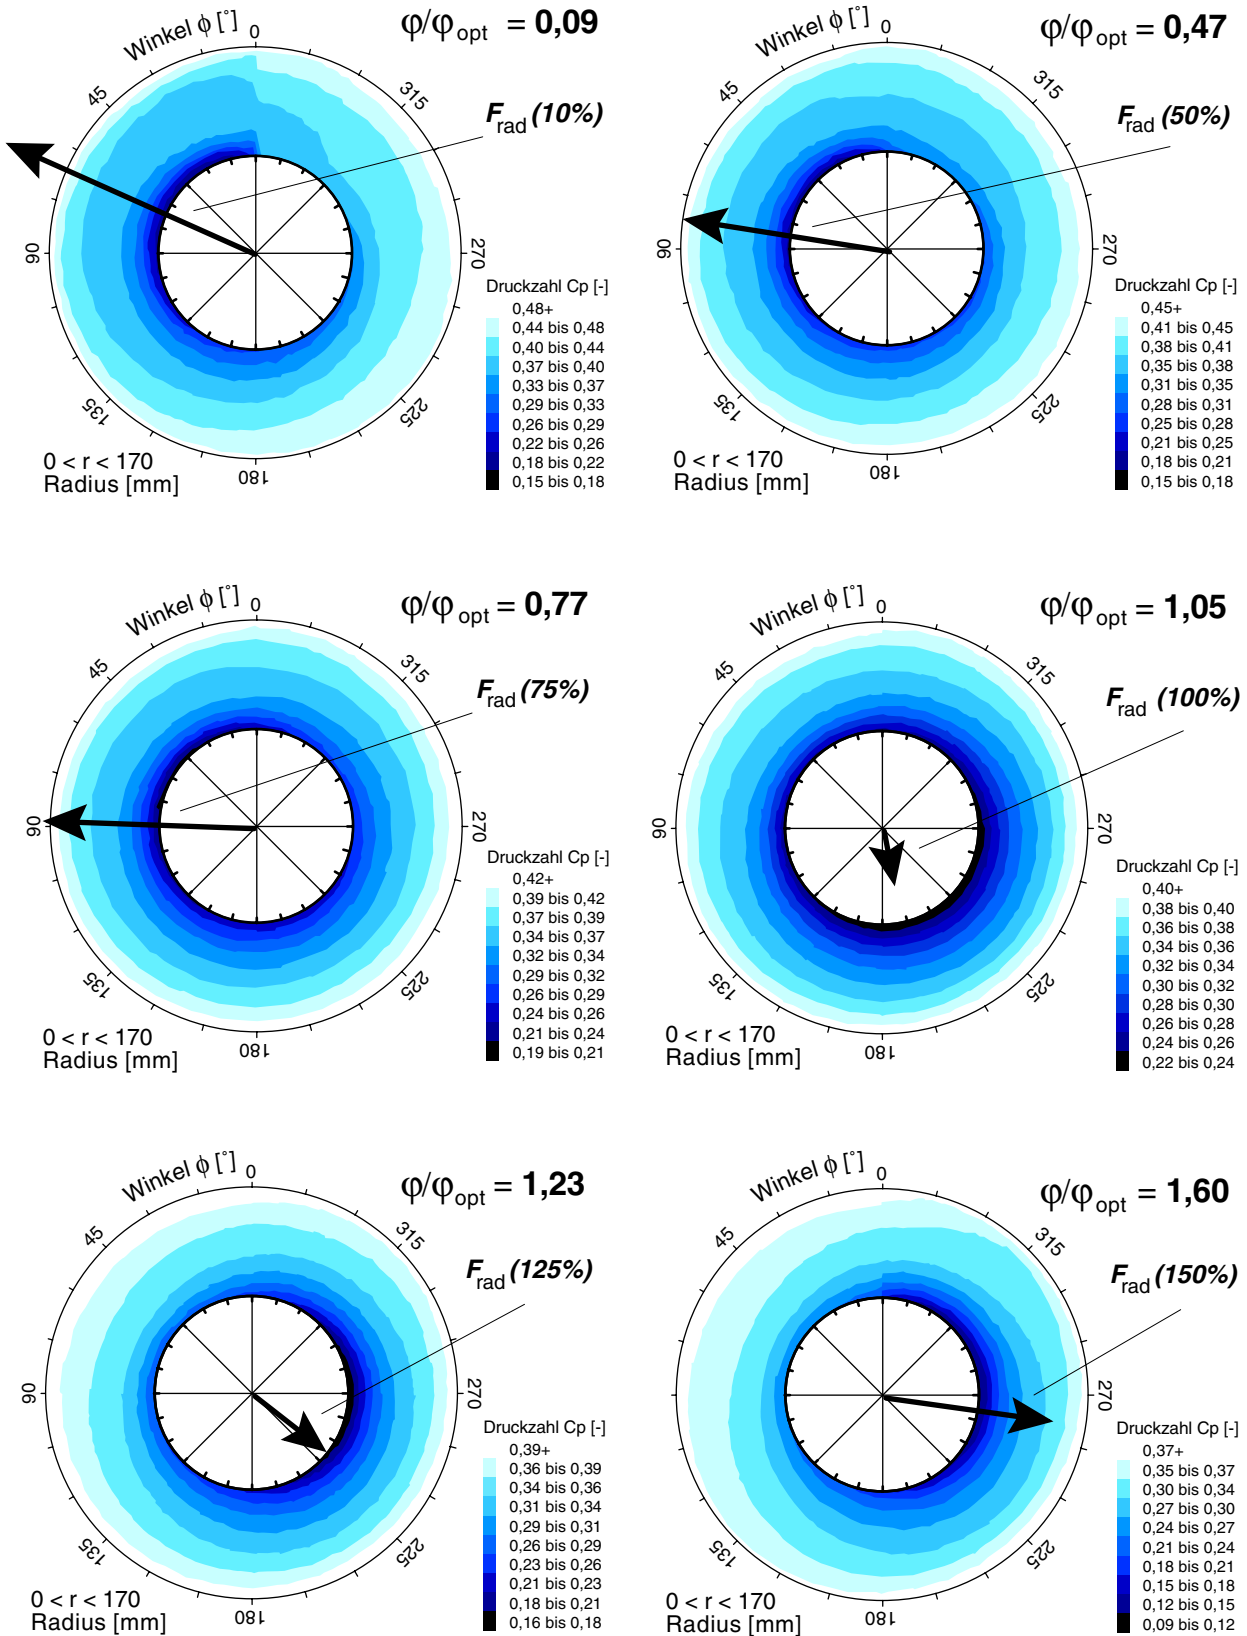 Winkel ϕ [°]
φ/φopt = 0,09
0
45
315
90
270
135
225
180
Frad (10%)
Druckzahl Cp [-]
0,48+
0,44 bis 0,48
0,40 bis 0,44
0,37 bis 0,40
0,33 bis 0,37
0,29 bis 0,33
0,26 bis 0,29
0,22 bis 0,26
0,18 bis 0,22
0,15 bis 0,18
0 < r < 170
Radius [mm]
Winkel ϕ [°]
φ/φopt = 0,47
0
45
315
90
270
135
225
180
Frad (50%)
Druckzahl Cp [-]
0,45+
0,41 bis 0,45
0,38 bis 0,41
0,35 bis 0,38
0,31 bis 0,35
0,28 bis 0,31
0,25 bis 0,28
0,21 bis 0,25
0,18 bis 0,21
0,15 bis 0,18
0 < r < 170
Radius [mm]
Winkel ϕ [°]
φ/φopt = 0,77
0
45
315
90
270
135
225
180
Frad (75%)
Druckzahl Cp [-]
0,42+
0,39 bis 0,42
0,37 bis 0,39
0,34 bis 0,37
0,32 bis 0,34
0,29 bis 0,32
0,26 bis 0,29
0,24 bis 0,26
0,21 bis 0,24
0,19 bis 0,21
0 < r < 170
Radius [mm]
Winkel ϕ [°]
φ/φopt = 1,05
0
45
315
90
270
135
225
180
Frad (100%)
Druckzahl Cp [-]
0,40+
0,38 bis 0,40
0,36 bis 0,38
0,34 bis 0,36
0,32 bis 0,34
0,30 bis 0,32
0,28 bis 0,30
0,26 bis 0,28
0,24 bis 0,26
0,22 bis 0,24
0 < r < 170
Radius [mm]
Winkel ϕ [°]
φ/φopt = 1,23
0
45
315
90
270
135
225
180
Frad (125%)
Druckzahl Cp [-]
0,39+
0,36 bis 0,39
0,34 bis 0,36
0,31 bis 0,34
0,29 bis 0,31
0,26 bis 0,29
0,23 bis 0,26
0,21 bis 0,23
0,18 bis 0,21
0,16 bis 0,18
0 < r < 170
Radius [mm]
Winkel ϕ [°]
φ/φopt = 1,60
0
45
315
90
270
135
225
180
Frad (150%)
Druckzahl Cp [-]
0,37+
0,35 bis 0,37
0,30 bis 0,34
0,27 bis 0,30
0,24 bis 0,27
0,21 bis 0,24
0,18 bis 0,21
0,15 bis 0,18
0,12 bis 0,15
0,09 bis 0,12
0 < r < 170
Radius [mm]